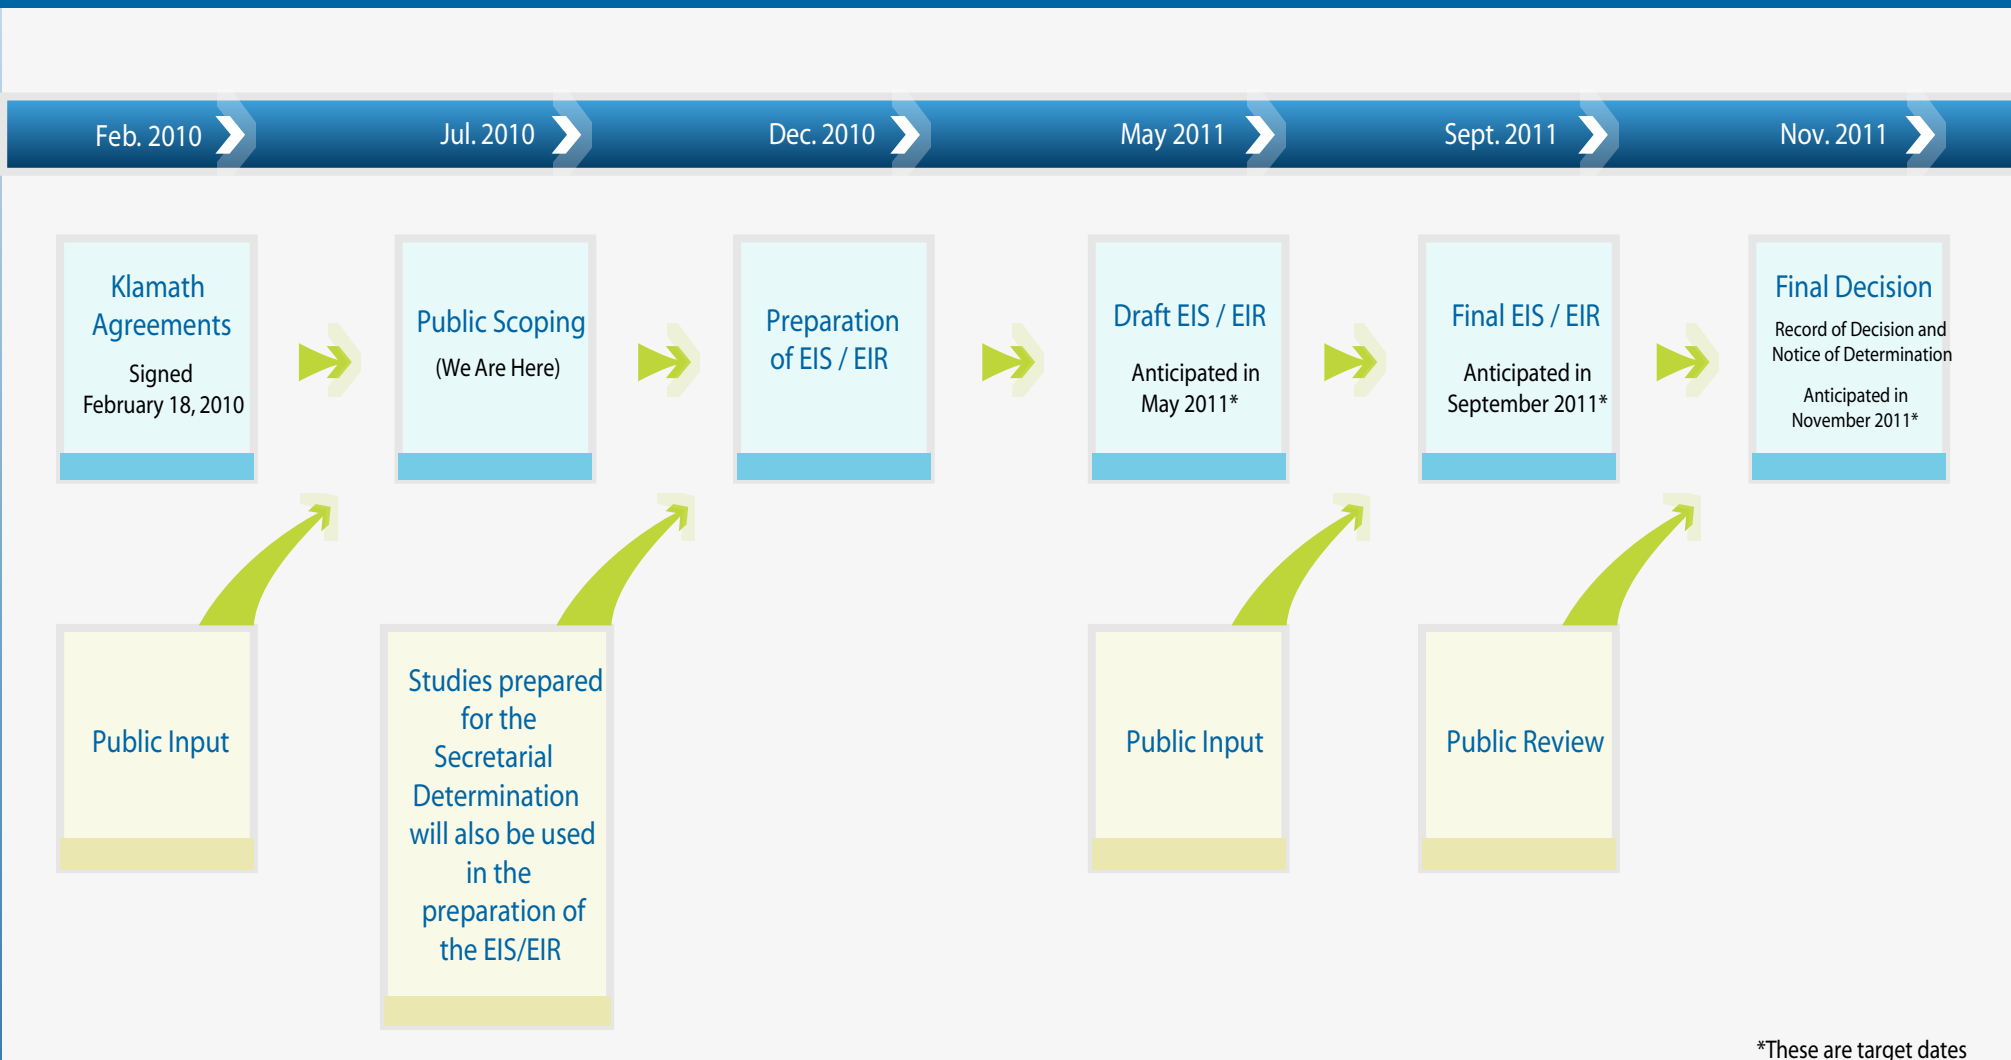 Feb. 2010
Jul. 2010
Dec. 2010
May 2011
Sept. 2011
Nov. 2011
Klamath
Agreements
Signed
February 18, 2010
Public Scoping
(We Are Here)
Preparation
of EIS / EIR
Draft EIS / EIR
Anticipated in
May 2011*
Final EIS / EIR
Anticipated in
September 2011*
Final Decision
Record of Decision and
Notice of Determination
Anticipated in
November 2011*
Public Input
Studies prepared
for the
Secretarial
Determination
will also be used
in the
preparation of
the EIS/EIR
Public Input
Public Review
*These are target dates